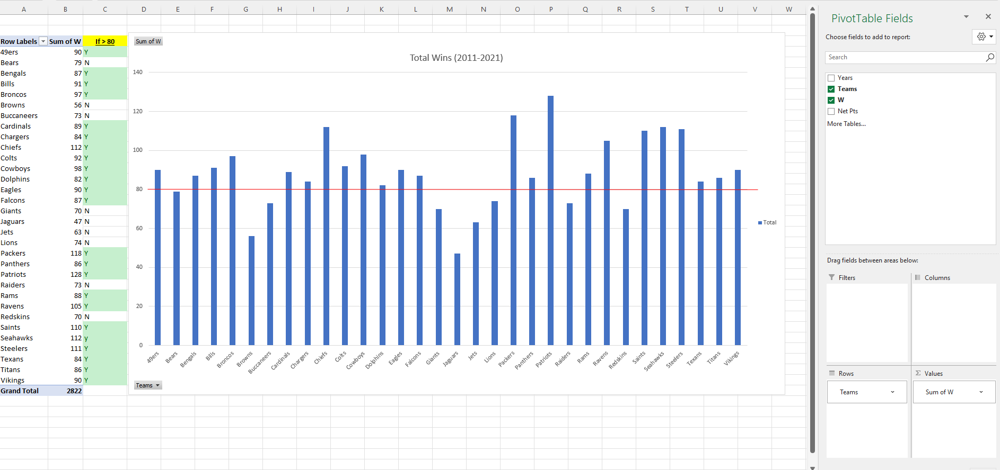 A B C D E F G H I J K L M N O P Q R S T U V W
Row Labels Sum of W If > 80
49ers 90 Y
Bears 79 N
Bengals 87 Y
Bills 91 Y
Broncos 97 Y
Browns 56 N
Buccaneers 73 N
Cardinals 89 Y
Chargers 84 Y
Chiefs 112 Y
Colts 92 Y
Cowboys 98 Y
Dolphins 82 Y
Eagles 90 Y
Falcons 87 Y
Giants 70 N
Jaguars 47 N
Jets 63 N
Lions 74 N
Packers 118 Y
Panthers 86 Y
Patriots 128 Y
Raiders 73 N
Rams 88 Y
Ravens 105 Y
Redskins 70 N
Saints 110 Y
Seahawks 112 y
Steelers 111 Y
Texans 84 Y
Titans 86 Y
Vikings 90 Y
Grand Total 2822
Sum of W
Total Wins (2011-2021)
140
120
100
80
60
40
20
0
49ers Bears Bengals Bills Broncos Browns Buccaneers Cardinals Chargers Chiefs Colts Cowboys Dolphins Eagles Falcons Giants Jaguars Jets Lions Packers Panthers Patriots Raiders Rams Ravens Redskins Saints Seahawks Steelers Texans Titans Vikings
Total
Teams
PivotTable Fields
Choose fields to add to report:
Search
Years
Teams
W
Net Pts
More Tables...
Drag fields between areas below:
Filters Columns
Rows Values
Teams Sum of W